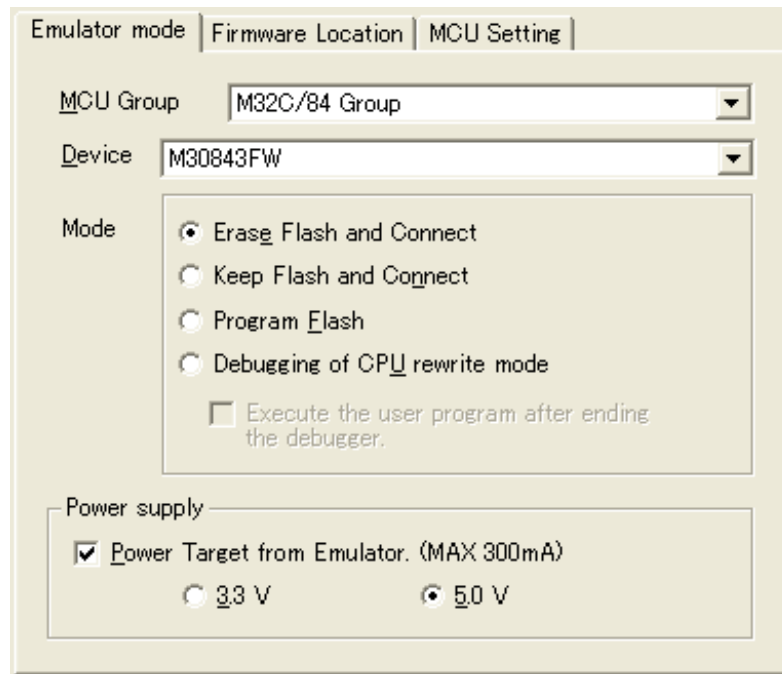 Emulator mode
Firmware Location
MCU Setting
MCU Group
M32C/84 Group
Device
M30843FW
Mode
Erase Flash and Connect
Keep Flash and Connect
Program Flash
Debugging of CPU rewrite mode
Execute the user program after ending
the debugger.
Power supply
Power Target from Emulator. (MAX 300mA)
3.3 V
5.0 V